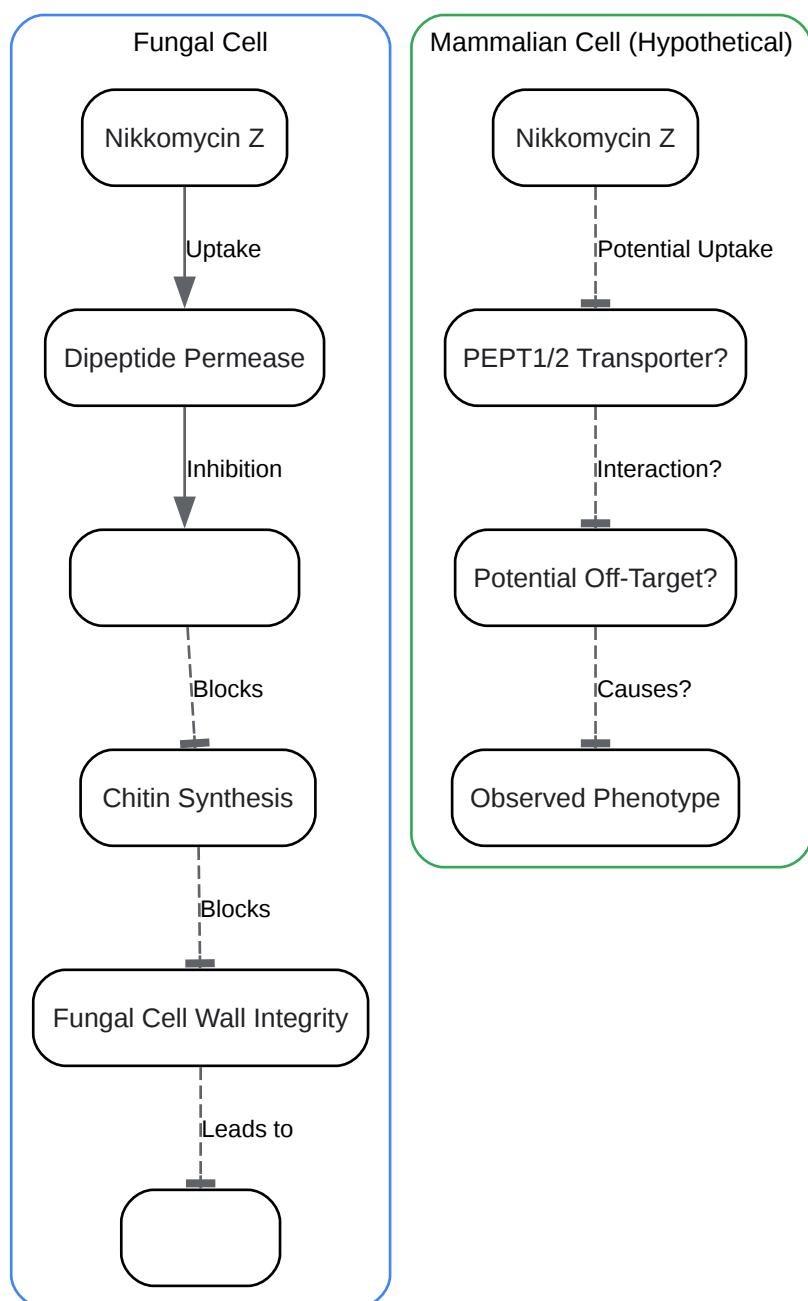 Fungal Cell
Nikkomycin Z
Uptake
Dipeptide Permease
Inhibition
Blocks
Chitin Synthesis
Blocks
Fungal Cell Wall Integrity
Leads to
Mammalian Cell (Hypothetical)
Nikkomycin Z
Potential Uptake
PEPT1/2 Transporter?
Interaction?
Potential Off-Target?
Causes?
Observed Phenotype